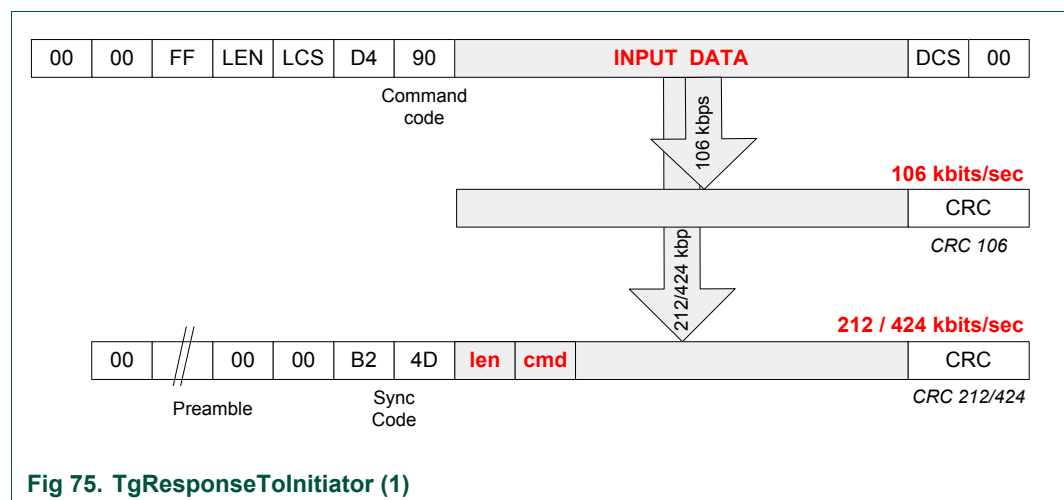 00 00 FF LEN LCS D4 90 INPUT DATA DCS 00
Command
code
106 kbps
106 kbits/sec
CRC
CRC 106
212/424 kbp
212 / 424 kbits/sec
00 00 00 B2 4D len cmd CRC
Preamble
Sync
Code
CRC 212/424
Fig 75. TgResponseToInitiator (1)